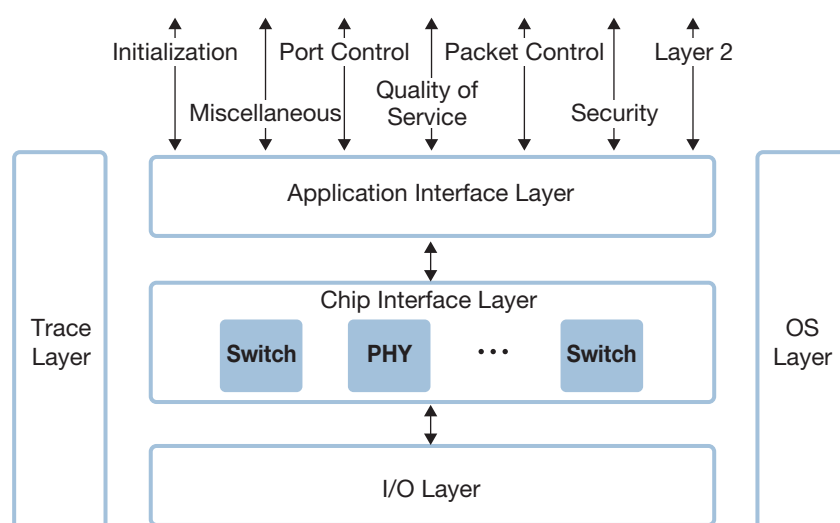 Initialization
Port Control
Packet Control
Layer 2
Miscellaneous
Quality of
Service
Security
Application Interface Layer
Trace
Layer
Chip Interface Layer
Switch
PHY
•••
Switch
OS
Layer
I/O Layer